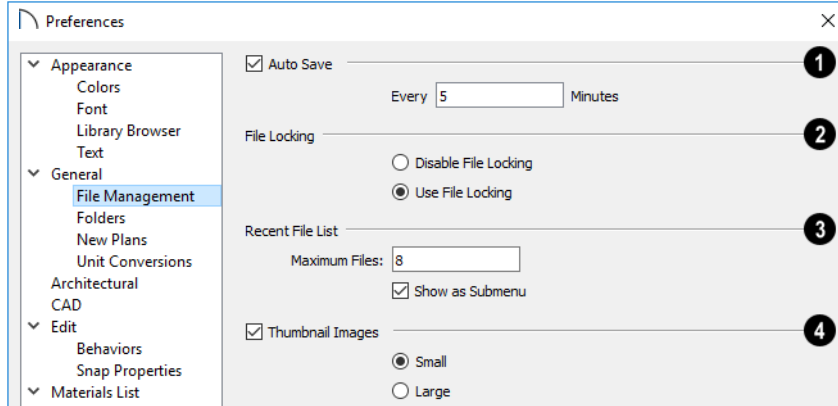 Preferences
Appearance
Colors
Font
Library Browser
Text
General
File Management
Folders
New Plans
Unit Conversions
Architectural
CAD
Edit
Behaviors
Snap Properties
Materials List
Auto Save 1
Every 5 Minutes
File Locking 2
Disable File Locking
Use File Locking
Recent File List 3
Maximum Files: 8
Show as Submenu
Thumbnail Images 4
Small
Large